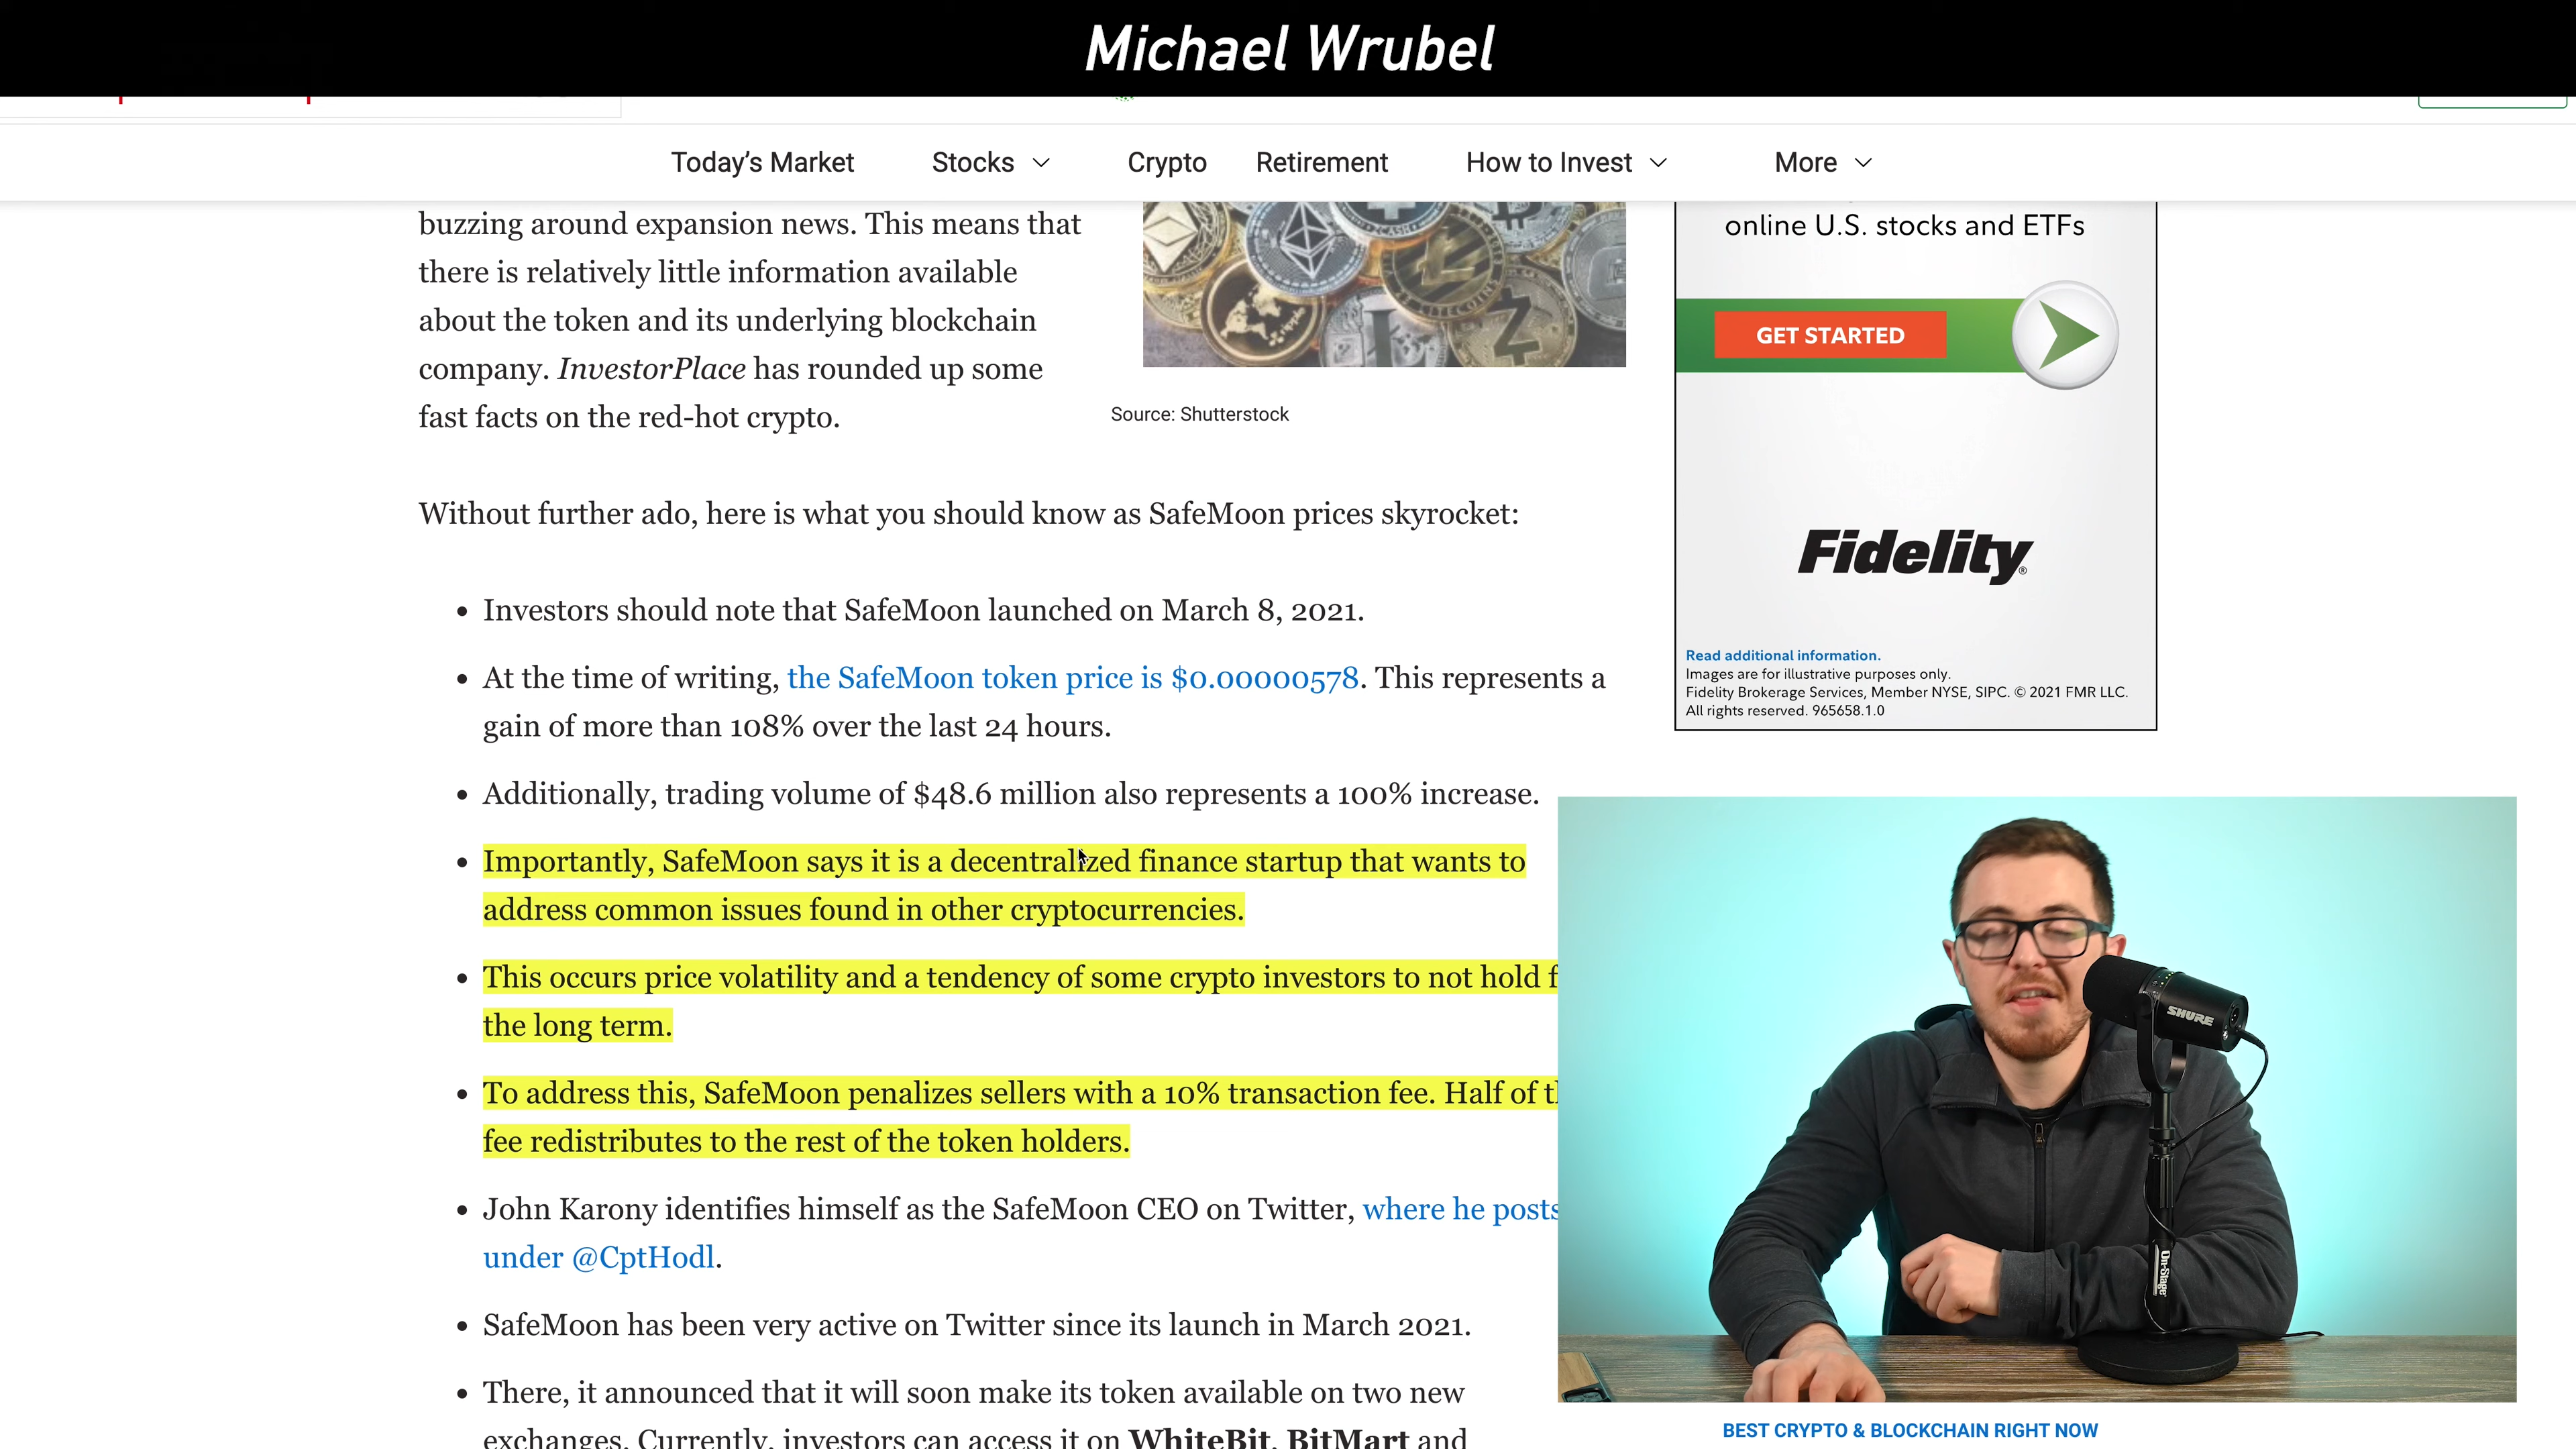 Michael Wrubel
Today's Market Stocks Crypto Retirement How to Invest More
buzzing around expansion news. This means that
there is relatively little information available
about the token and its underlying blockchain
company. InvestorPlace has rounded up some
fast facts on the red-hot crypto.
Source: Shutterstock
Without further ado, here is what you should know as SafeMoon prices skyrocket:
• Investors should note that SafeMoon launched on March 8, 2021.
• At the time of writing, the SafeMoon token price is $0.00000578. This represents a
gain of more than 108% over the last 24 hours.
• Additionally, trading volume of $48.6 million also represents a 100% increase.
• Importantly, SafeMoon says it is a decentralized finance startup that wants to
address common issues found in other cryptocurrencies.
• This occurs price volatility and a tendency of some crypto investors to not hold
the long term.
• To address this, SafeMoon penalizes sellers with a 10% transaction fee. Half of
fee redistributes to the rest of the token holders.
• John Karony identifies himself as the SafeMoon CEO on Twitter, where he posts
under @CptHodl.
• SafeMoon has been very active on Twitter since its launch in March 2021.
• There, it announced that it will soon make its token available on two new
exchanges. Currently, investors can access it on WhiteBit, BitMart and
online U.S. stocks and ETFs
GET STARTED
Fidelity®
Read additional information.
Images are for illustrative purposes only.
Fidelity Brokerage Services, Member NYSE, SIPC. © 2021 FMR LLC.
All rights reserved. 965658.1.0
SHURE
On-Stage
BEST CRYPTO & BLOCKCHAIN RIGHT NOW